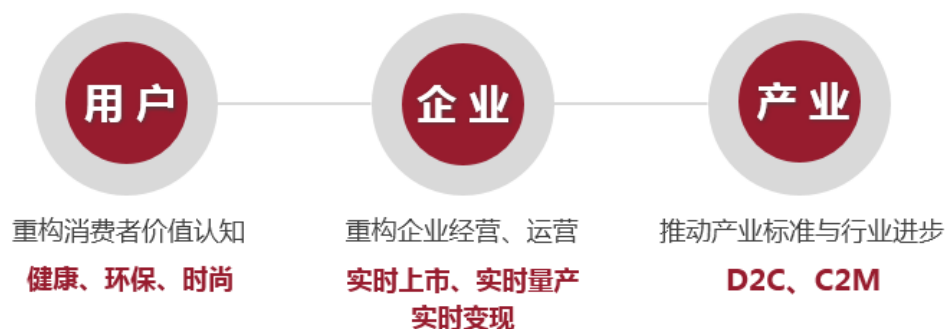 用户
企业
产业
重构消费者价值认知
重构企业经营、运营
推动产业标准与行业进步
健康、环保、时尚
实时上市、实时量产
实时变现
D2C、C2M